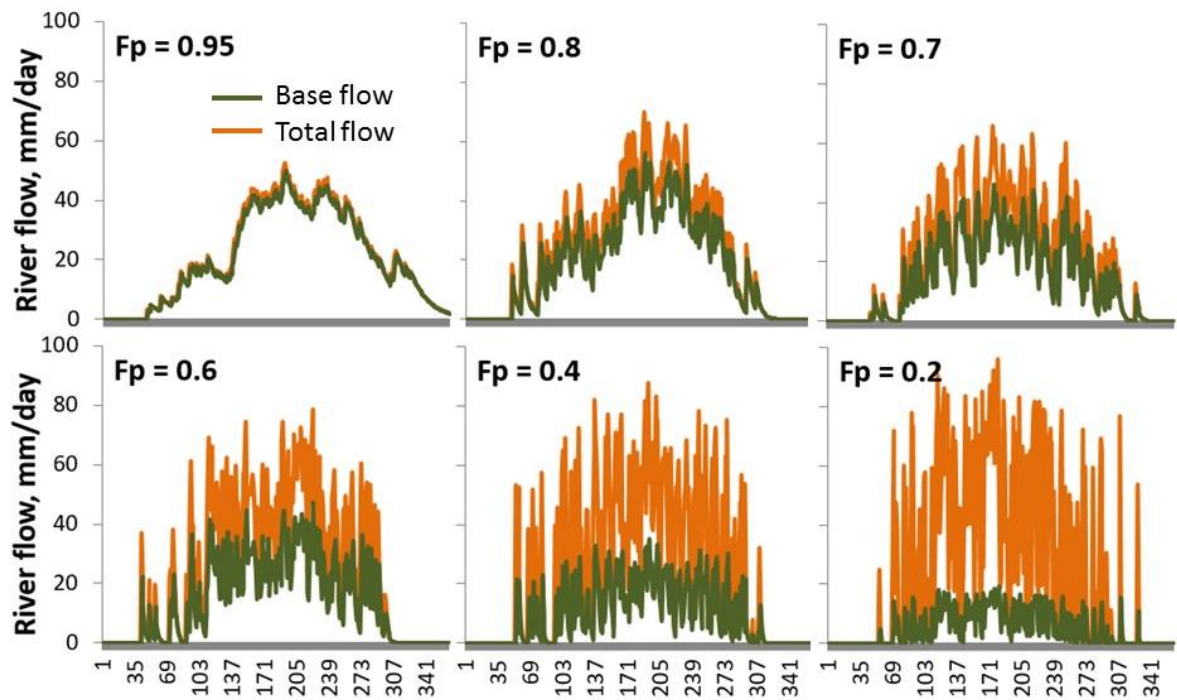 100
80
60
40
20
0
River flow, mm/day
Fp = 0.95
Base flow
Total flow
Fp = 0.8
Fp = 0.7
100
80
60
40
20
0
River flow, mm/day
Fp = 0.6
Fp = 0.4
Fp = 0.2
1 35 69 103 137 171 205 239 273 307 341
1 35 69 103 137 171 205 239 273 307 341
1 35 69 103 137 171 205 239 273 307 341